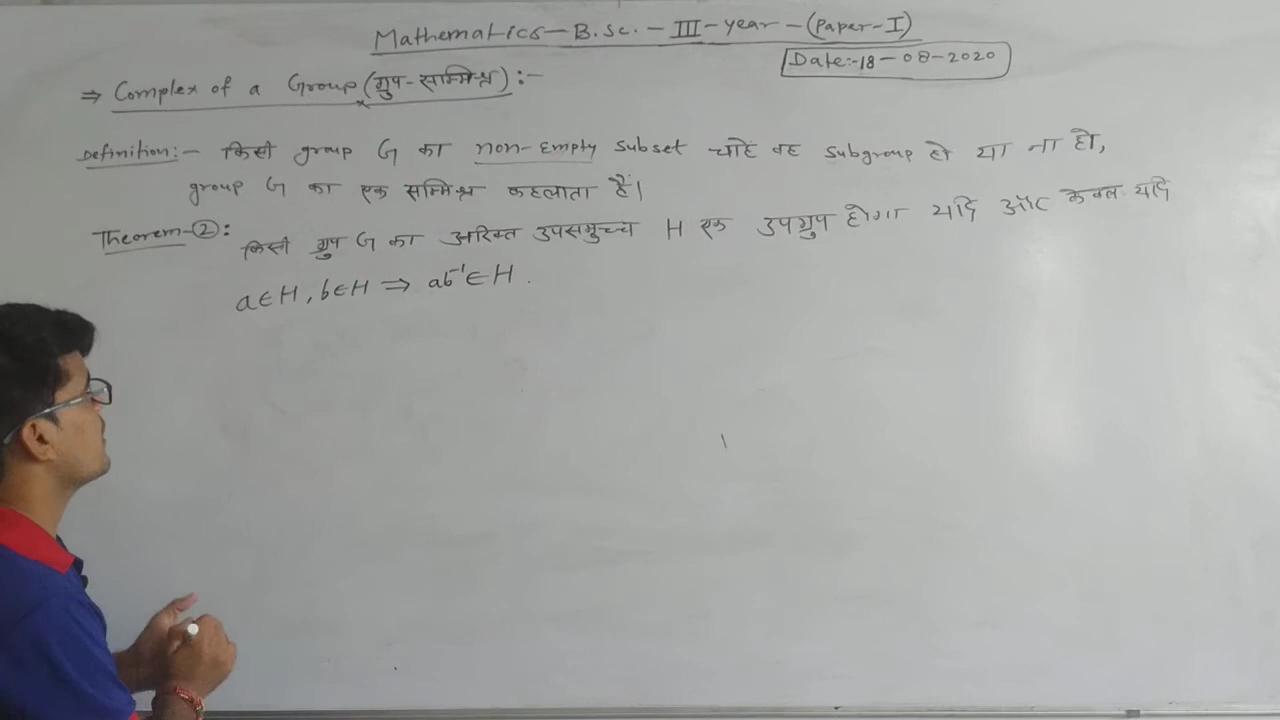 Mathematics-B.Sc.-III-year-(Paper-I)
Date:-18-08-2020
⇒ Complex of a Group (ग्रुप-सम्मिश्र):-
Definition:- किसी group G का non-Empty subset चाहे वह subgroup हो या ना हो,
group G का एक सम्मिश्र कहलाता है।
Theorem-②: किसी ग्रुप G का अरिक्त उपसमुच्च H एक उपग्रुप होगा यदि और केवल यदि
a∈H, b∈H ⇒ ab⁻¹∈H.